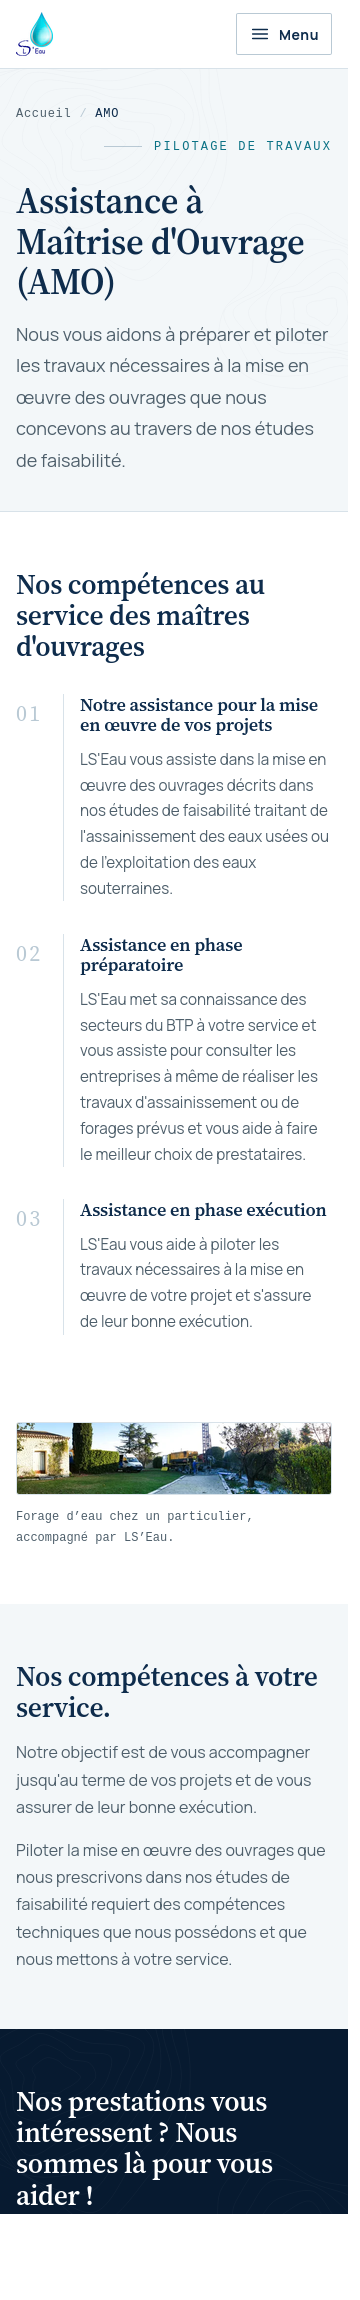 LS'Eau
Menu
Accueil / AMO
PILOTAGE DE TRAVAUX
Assistance à
Maîtrise d'Ouvrage
(AMO)
Nous vous aidons à préparer et piloter
les travaux nécessaires à la mise en
œuvre des ouvrages que nous
concevons au travers de nos études
de faisabilité.
Nos compétences au
service des maîtres
d'ouvrages
01
Notre assistance pour la mise
en œuvre de vos projets
LS'Eau vous assiste dans la mise en
œuvre des ouvrages décrits dans
nos études de faisabilité traitant de
l'assainissement des eaux usées ou
de l'exploitation des eaux
souterraines.
02
Assistance en phase
préparatoire
LS'Eau met sa connaissance des
secteurs du BTP à votre service et
vous assiste pour consulter les
entreprises à même de réaliser les
travaux d'assainissement ou de
forages prévus et vous aide à faire
le meilleur choix de prestataires.
03
Assistance en phase exécution
LS'Eau vous aide à piloter les
travaux nécessaires à la mise en
œuvre de votre projet et s'assure
de leur bonne exécution.
Forage d’eau chez un particulier,
accompagné par LS’Eau.
Nos compétences à votre
service.
Notre objectif est de vous accompagner
jusqu'au terme de vos projets et de vous
assurer de leur bonne exécution.
Piloter la mise en œuvre des ouvrages que
nous prescrivons dans nos études de
faisabilité requiert des compétences
techniques que nous possédons et que
nous mettons à votre service.
Nos prestations vous
intéressent ? Nous
sommes là pour vous
aider !